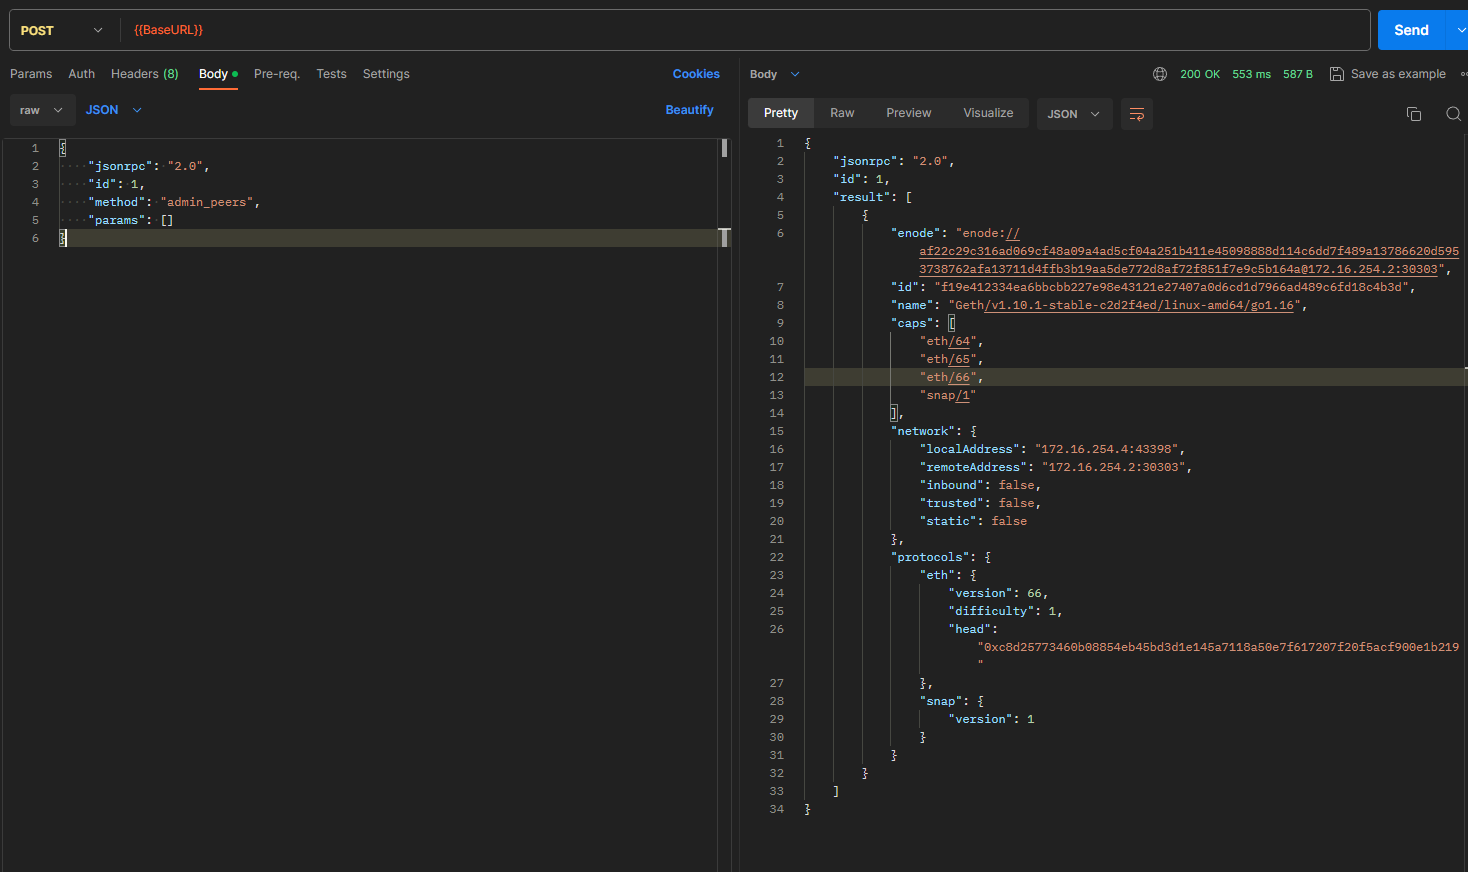 POST
{{BaseURL}}
Send
Params Auth Headers (8) Body Pre-req. Tests Settings Cookies
raw JSON Beautify
1 {
2 "jsonrpc": "2.0",
3 "id": 1,
4 "method": "admin_peers",
5 "params": []
6 }
Body 200 OK 553 ms 587 B Save as example
Pretty Raw Preview Visualize JSON
1 {
2 "jsonrpc": "2.0",
3 "id": 1,
4 "result": [
5 {
6 "enode": "enode://
af22c29c316ad069cf48a09a4ad5cf04a251b411e45098888d114c6dd7f489a13786620d595
3738762afa13711d4ffb3b19aa5de772d8af72f851f7e9c5b164a@172.16.254.2:30303",
7 "id": "f19e412334ea6bbcbb227e98e43121e27407a0d6cd1d7966ad489c6fd18c4b3d",
8 "name": "Geth/v1.10.1-stable-c2d2f4ed/linux-amd64/go1.16",
9 "caps": [
10 "eth/64",
11 "eth/65",
12 "eth/66",
13 "snap/1"
14 ],
15 "network": {
16 "localAddress": "172.16.254.4:43398",
17 "remoteAddress": "172.16.254.2:30303",
18 "inbound": false,
19 "trusted": false,
20 "static": false
21 },
22 "protocols": {
23 "eth": {
24 "version": 66,
25 "difficulty": 1,
26 "head":
"0xc8d25773460b08854eb45bd3d1e145a7118a50e7f617207f20f5acf900e1b219
"
27 },
28 "snap": {
29 "version": 1
30 }
31 }
32 }
33 ]
34 }